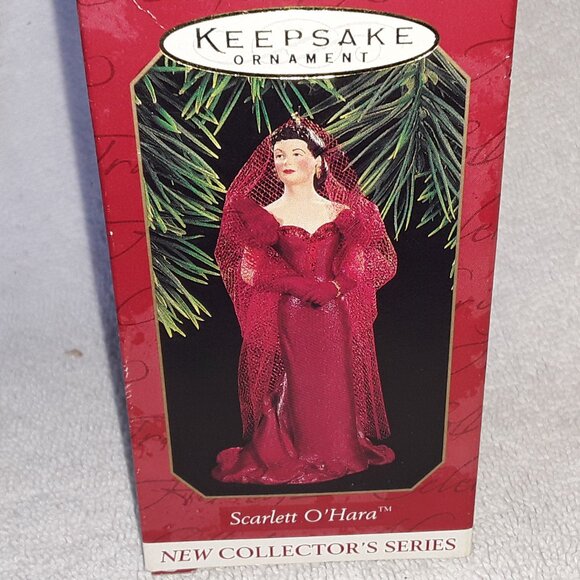 KEEPSAKE
ORNAMENT
Scarlett O'Hara™
NEW COLLECTOR'S SERIES